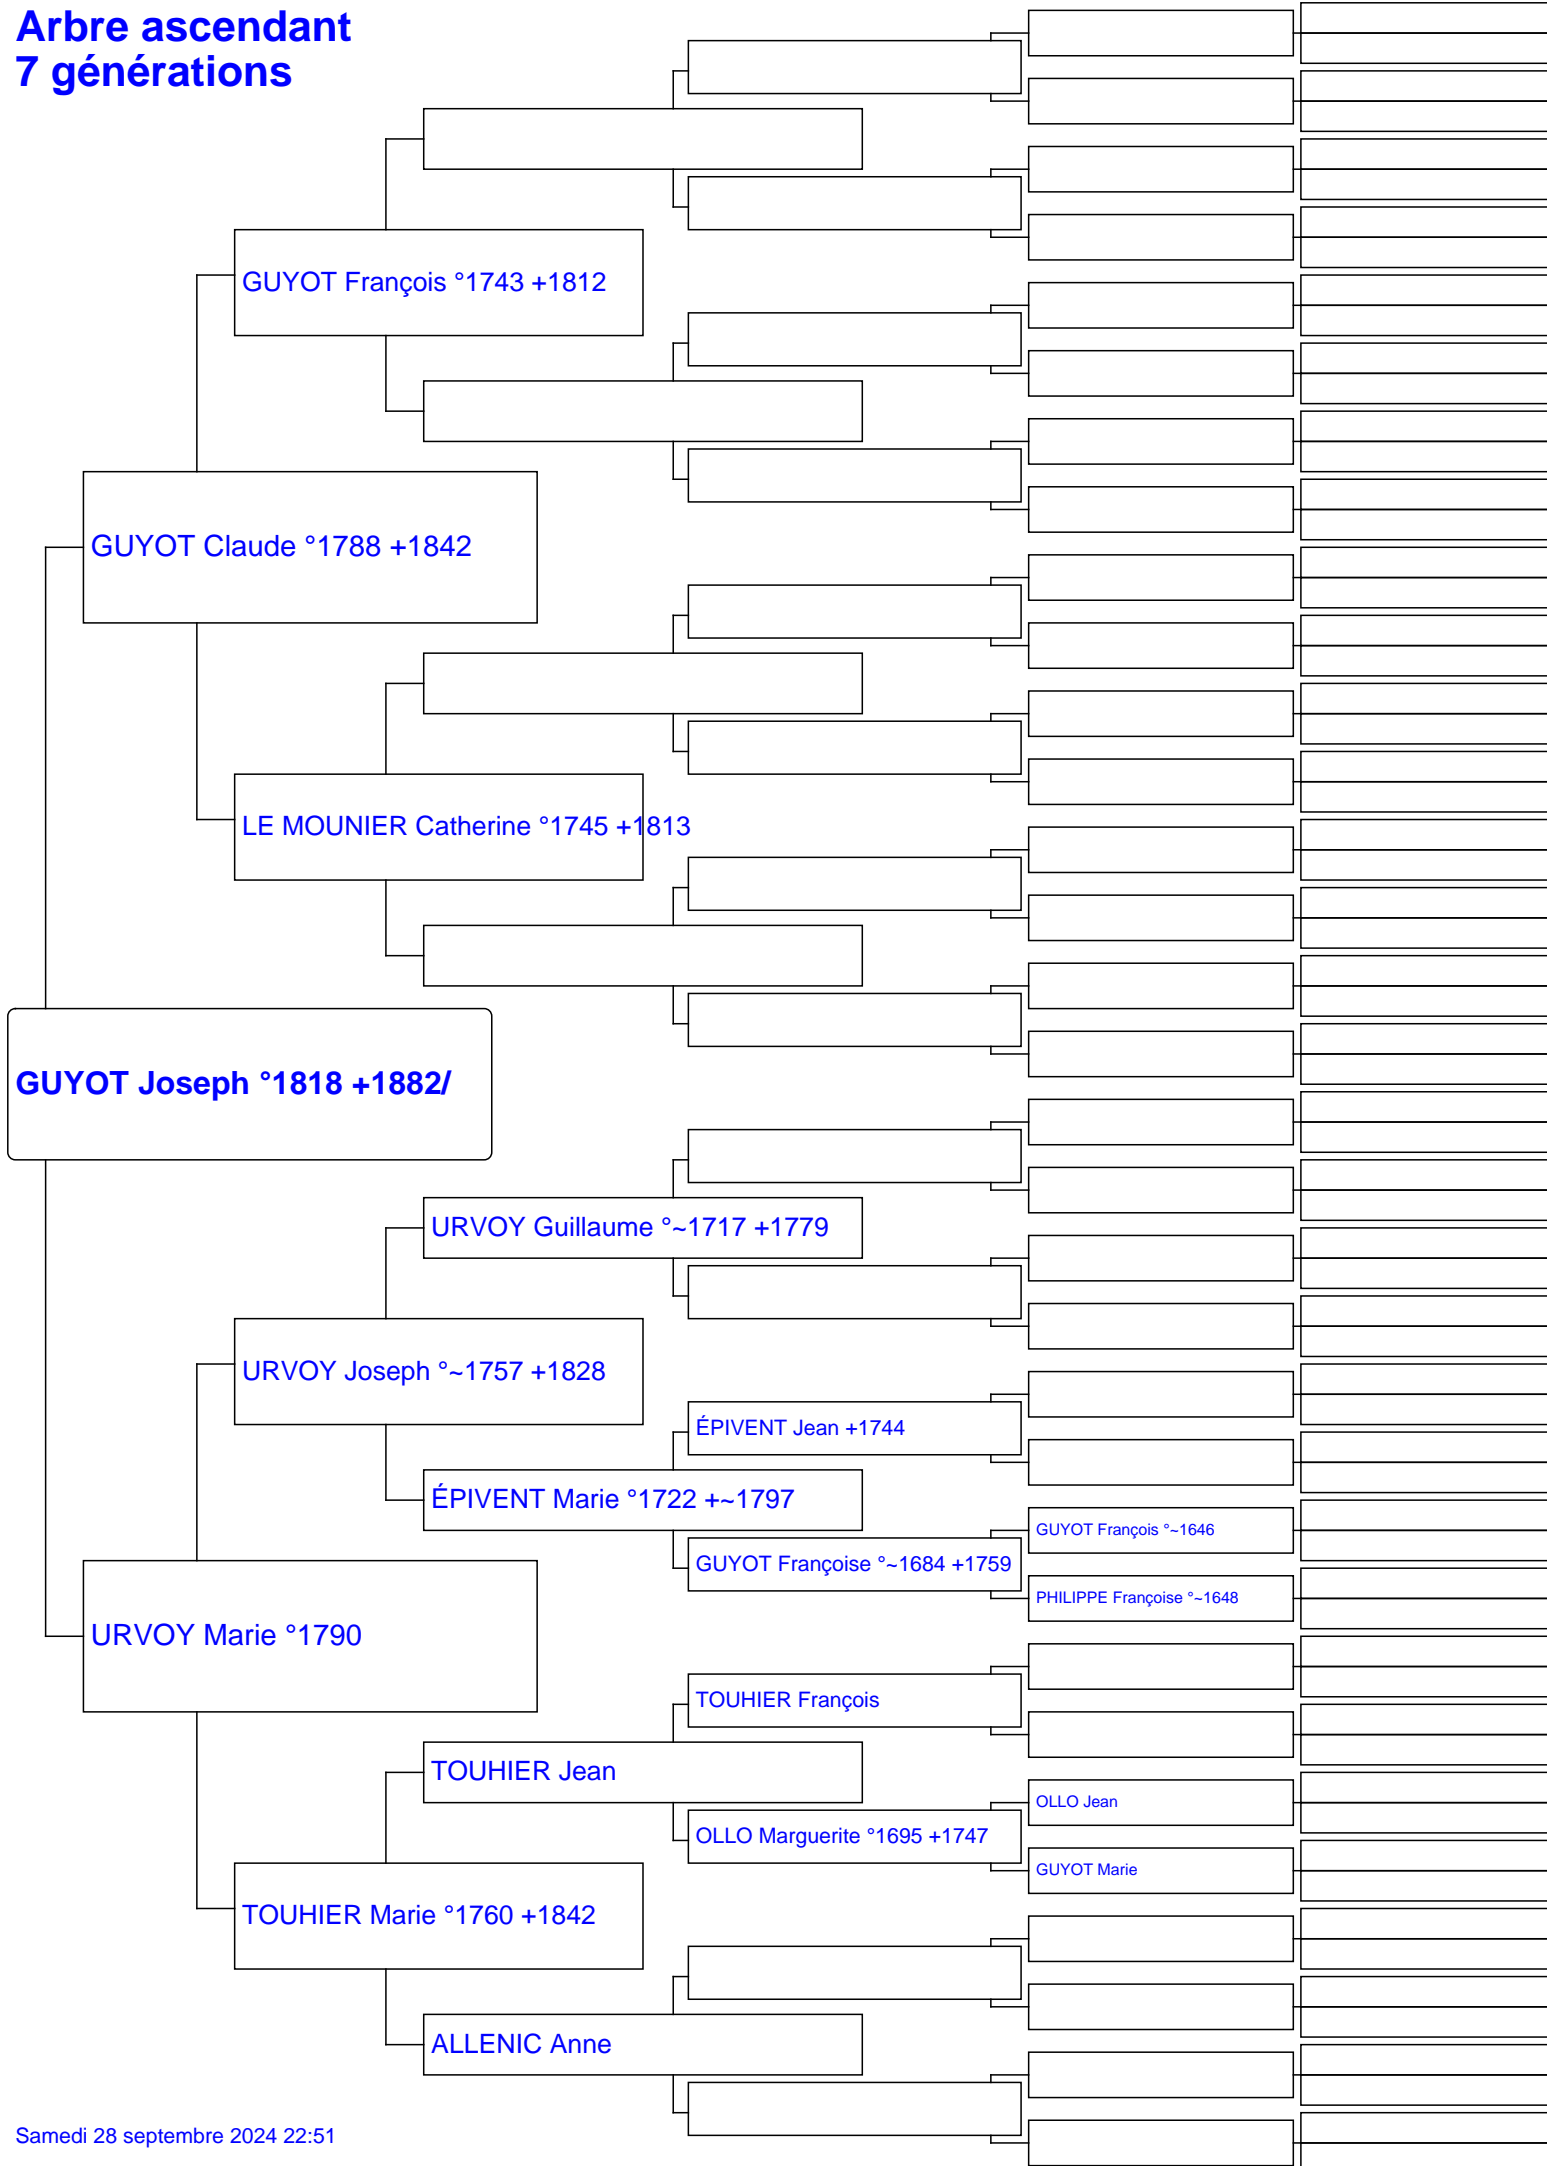 Arbre ascendant
7 générations
GUYOT François °1743 +1812
GUYOT Claude °1788 +1842
LE MOUNIER Catherine °1745 +1813
GUYOT Joseph °1818 +1882/
URVOY Guillaume °~1717 +1779
URVOY Joseph °~1757 +1828
ÉPIVENT Jean +1744
ÉPIVENT Marie °1722 +~1797
GUYOT François °~1646
GUYOT Françoise °~1684 +1759
PHILIPPE Françoise °~1648
URVOY Marie °1790
TOUHIER François
TOUHIER Jean
OLLO Jean
OLLO Marguerite °1695 +1747
GUYOT Marie
TOUHIER Marie °1760 +1842
ALLENIC Anne
Samedi 28 septembre 2024 22:51